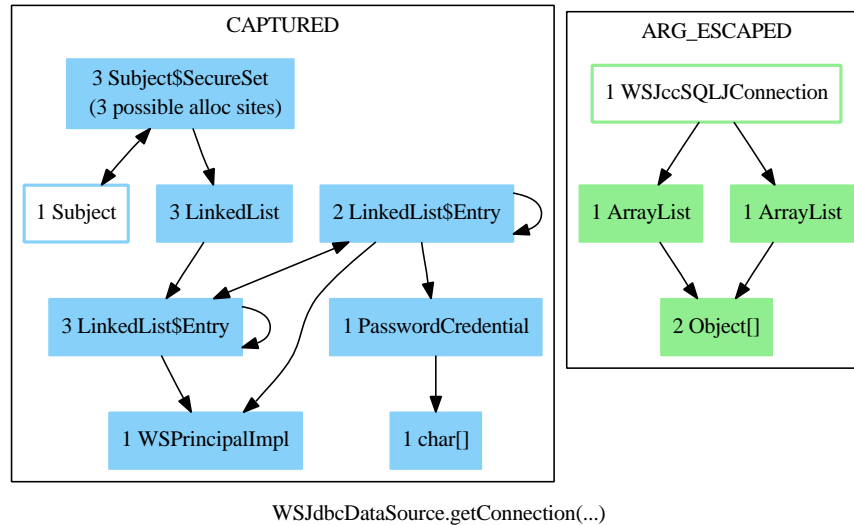 CAPTURED
3 Subject$SecureSet
(3 possible alloc sites)
1 Subject
3 LinkedList
2 LinkedList$Entry
3 LinkedList$Entry
1 PasswordCredential
1 WSPrincipalImpl
1 char[]
ARG_ESCAPED
1 WSJccSQLJConnection
1 ArrayList
1 ArrayList
2 Object[]
WSJdbcDataSource.getConnection(...)